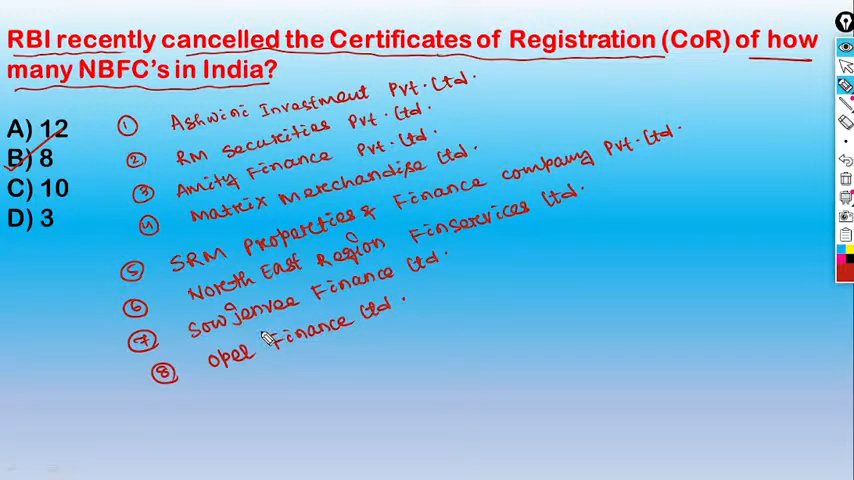 RBI recently cancelled the Certificates of Registration (CoR) of how
many NBFC's in India?
A) 12
B) 8
C) 10
D) 3
① Ashwini Investment Pvt. Ltd.
② RM Securities Pvt. Ltd.
③ Amity Finance Pvt. Ltd.
④ Matrix Merchandise Ltd.
⑤ SRM Properties & Finance company Pvt. Ltd.
⑥ North East Region Finservices Ltd.
⑦ Sowjenvee Finance Ltd.
⑧ Opel Finance Ltd.